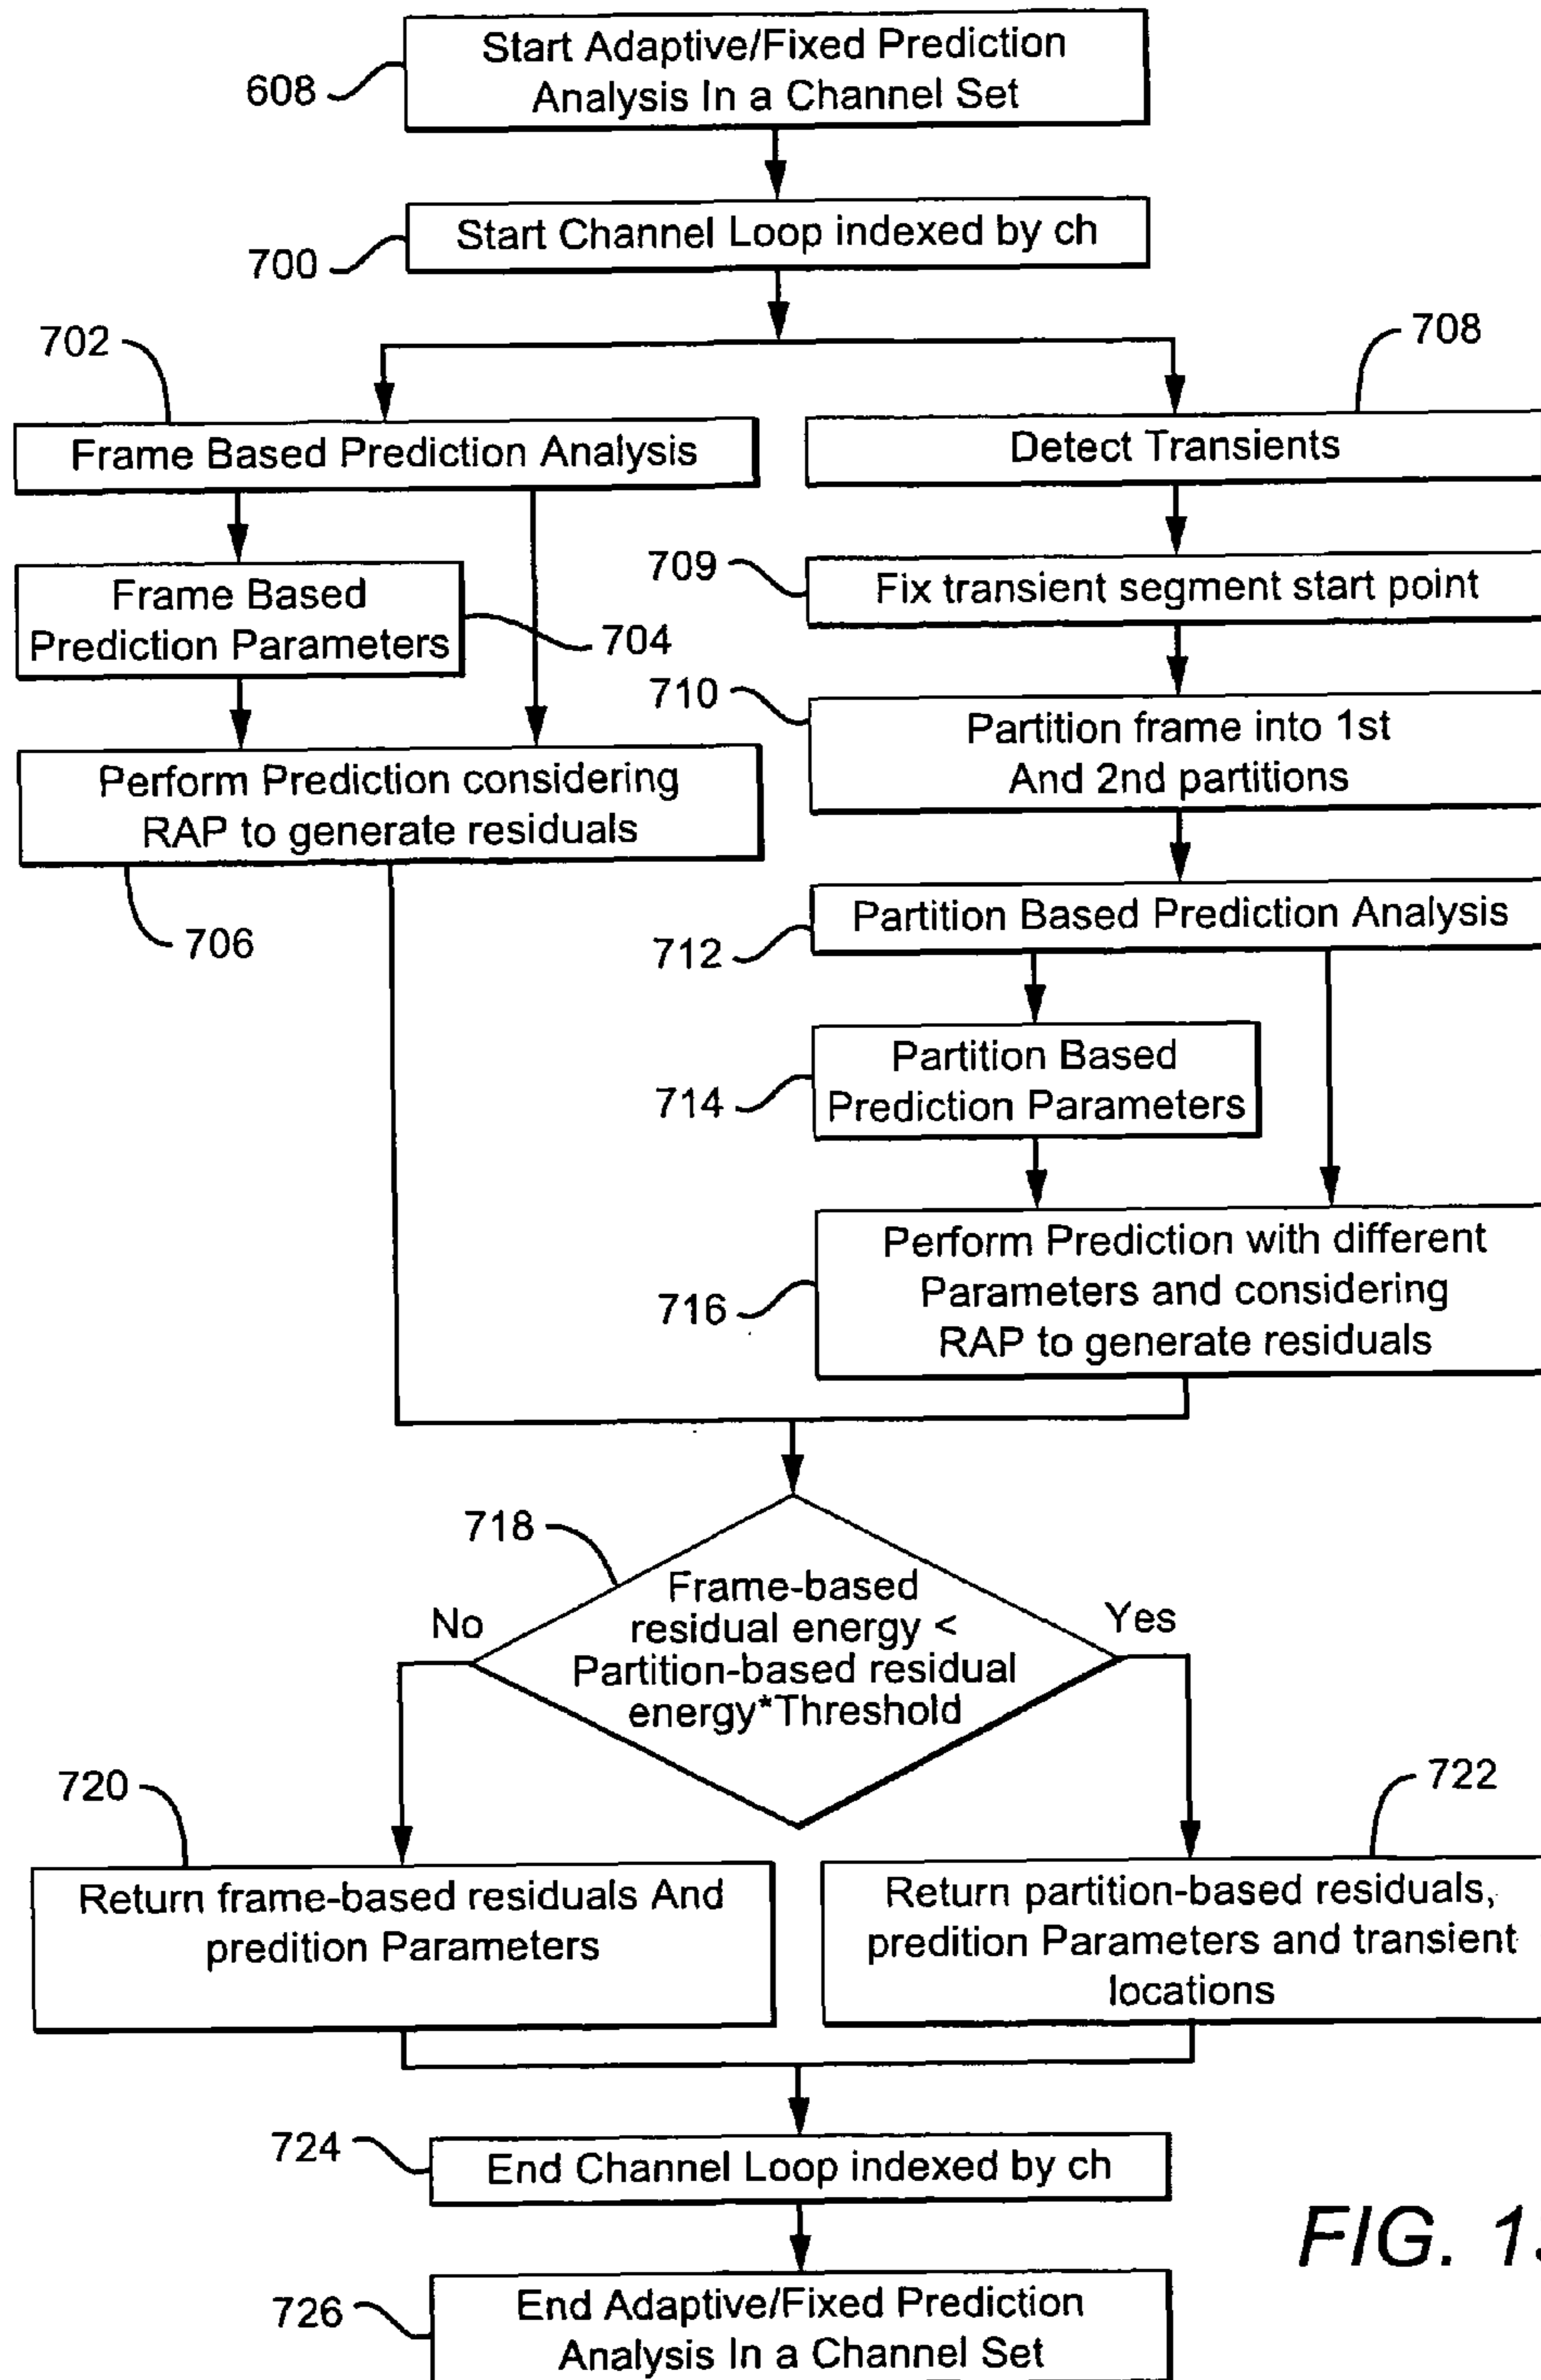 Start Adaptive/Fixed Prediction
Analysis In a Channel Set
608
Start Channel Loop indexed by ch
700
702
708
Frame Based Prediction Analysis
Detect Transients
Frame Based
Prediction Parameters
704
709
Fix transient segment start point
710
Partition frame into 1st
And 2nd partitions
Perform Prediction considering
RAP to generate residuals
706
Partition Based Prediction Analysis
712
Partition Based
Prediction Parameters
714
Perform Prediction with different
Parameters and considering
RAP to generate residuals
716
718
Frame-based
residual energy <
Partition-based residual
energy*Threshold
No
Yes
720
722
Return frame-based residuals And
predition Parameters
Return partition-based residuals,
predition Parameters and transient
locations
724
End Channel Loop indexed by ch
726
End Adaptive/Fixed Prediction
Analysis In a Channel Set
FIG.